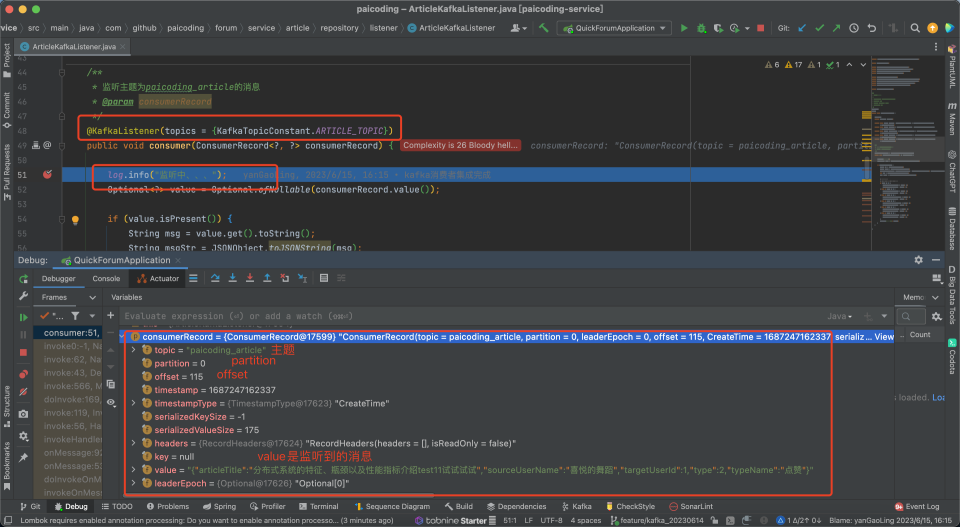 paicoding – ArticleKafkaListener.java [paicoding-service]
vice src main java com github paicoding forum service article repository listener ArticleKafkaListener QuickForumApplication Git:
ArticleKafkaListener.java
43
44 /** 6 17 1 1
45 * 监听主题为paicoding_article的消息
46 * @param consumerRecord
47 */
48 @KafkaListener(topics = {KafkaTopicConstant.ARTICLE_TOPIC})
49 public void consumer(ConsumerRecord<?, ?> consumerRecord) { Complexity is 26 Bloody hell... consumerRecord: "ConsumerRecord(topic = paicoding_article, parti
50
51 log.info("监听中。。。"); yanGaoLing, 2023/6/15, 16:15 • kafka消费者集成完成
52 Optional<?> value = Optional.ofNullable(consumerRecord.value());
53
54 if (value.isPresent()) {
55 String msg = value.get().toString();
56 String msgStr = JSONObject.toJSONString(msg);
Project
Commit
Pull Requests
Structure
Bookmarks
PlantUML
Maven
ChatGPT
Database
Big Data Tools
Codota
Debug: QuickForumApplication
Debugger Console Actuator
Frames Variables Memo
Evaluate expression (⏎) or add a watch (⌘⏎) Java
Count
consumer:51,
consumerRecord = {ConsumerRecord@17599} "ConsumerRecord(topic = paicoding_article, partition = 0, leaderEpoch = 0, offset = 115, CreateTime = 1687247162337, serializ... View
invoke0:-1, Na
topic = "paicoding_article" 主题
invoke:62, Na
partition = 0 partition
invoke:43, De
offset = 115 offset
invoke:566, M
timestamp = 1687247162337
loaded. Loa
doInvoke:169,
timestampType = {TimestampType@17623} "CreateTime"
invoke:119, In
serializedKeySize = -1
invoke:56, Ha
serializedValueSize = 175
invokeHandler
headers = {RecordHeaders@17624} "RecordHeaders(headers = [], isReadOnly = false)"
onMessage:92
key = null value是监听到的消息
onMessage:53
value = "{"articleTitle":"分布式系统的特征、瓶颈以及性能指标介绍test11试试试试","sourceUserName":"喜悦的舞蹈","targetUserId":1,"type":2,"typeName":"点赞"}"
doInvokeOnM
leaderEpoch = {Optional@17626} "Optional[0]"
invokeOnMess
Git Debug TODO Problems Profiler Terminal Sequence Diagram Build Dependencies Kafka CheckStyle SonarLint Event Log
Lombok requires enabled annotation processing: Do you want to enable annotation processo... (3 minutes ago) tabnine Starter 51:1 LF UTF-8 4 spaces feature/kafka_20230614 1 Δ/2↑ 04 Blame: yanGaoLing 2023/6/15, 16:15